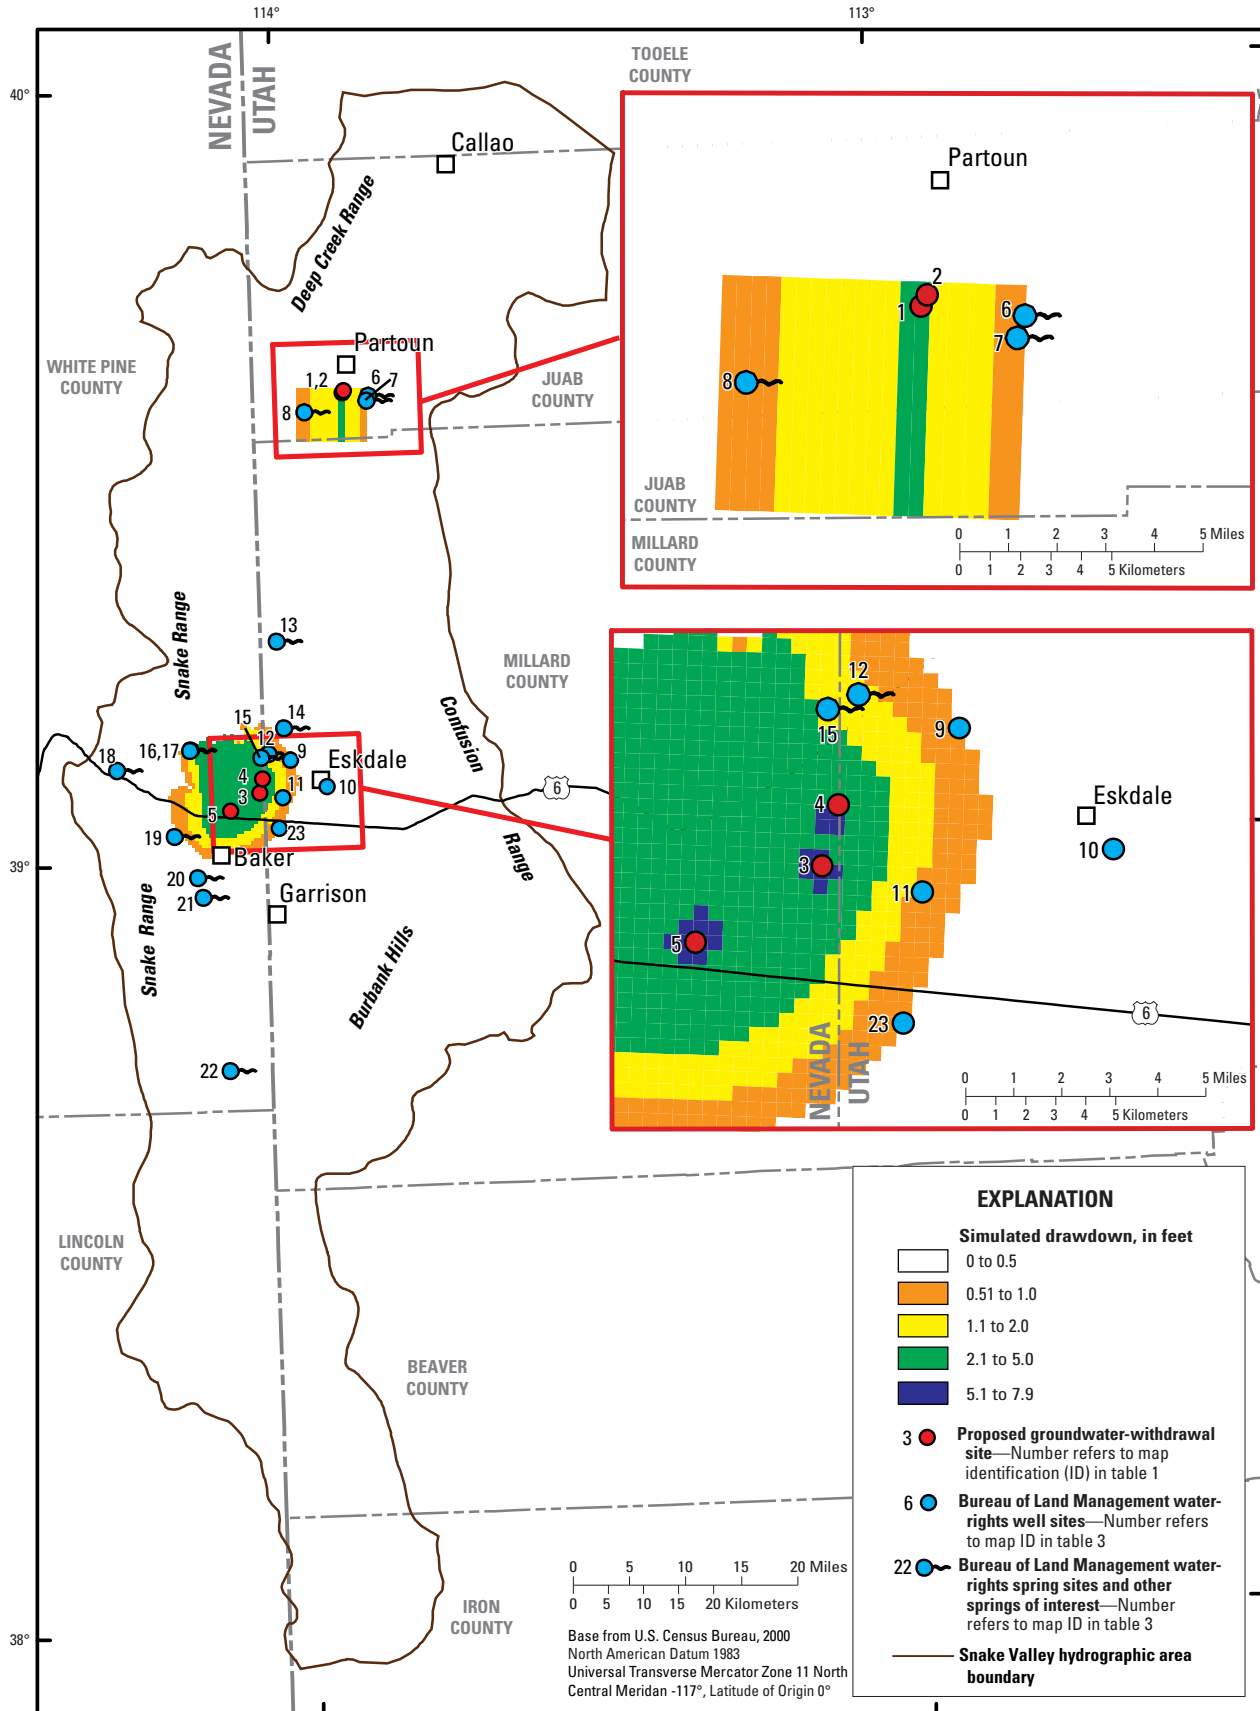 114°
113°
40°
39°
38°
NEVADA
UTAH
TOOELE
COUNTY
Callao
Deep Creek Range
WHITE PINE
COUNTY
Partoun
1,2
6
7
8
JUAB
COUNTY
Snake Range
13
MILLARD
COUNTY
Confusion
Range
15
14
12
16,17
9
18
4
Eskdale
3
11
10
5
6
23
19
Baker
20
21
Garrison
Snake Range
Burbank Hills
22
LINCOLN
COUNTY
BEAVER
COUNTY
IRON
COUNTY
Partoun
2
1
6
7
8
JUAB
COUNTY
MILLARD
COUNTY
0 1 2 3 4 5 Miles
0 1 2 3 4 5 Kilometers
12
15
9
4
Eskdale
10
3
11
5
6
23
NEVADA
UTAH
0 1 2 3 4 5 Miles
0 1 2 3 4 5 Kilometers
EXPLANATION
Simulated drawdown, in feet
0 to 0.5
0.51 to 1.0
1.1 to 2.0
2.1 to 5.0
5.1 to 7.9
3 Proposed groundwater-withdrawal
site—Number refers to map
identification (ID) in table 1
6 Bureau of Land Management water-
rights well sites—Number refers
to map ID in table 3
22 Bureau of Land Management water-
rights spring sites and other
springs of interest—Number
refers to map ID in table 3
Snake Valley hydrographic area
boundary
0 5 10 15 20 Miles
0 5 10 15 20 Kilometers
Base from U.S. Census Bureau, 2000
North American Datum 1983
Universal Transverse Mercator Zone 11 North
Central Meridan -117°, Latitude of Origin 0°